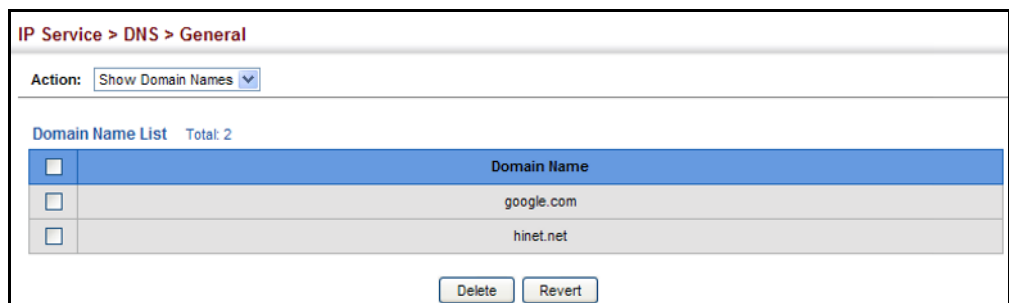 IP Service > DNS > General
Action: Show Domain Names
Domain Name List Total: 2
Domain Name
google.com
hinet.net
Delete Revert